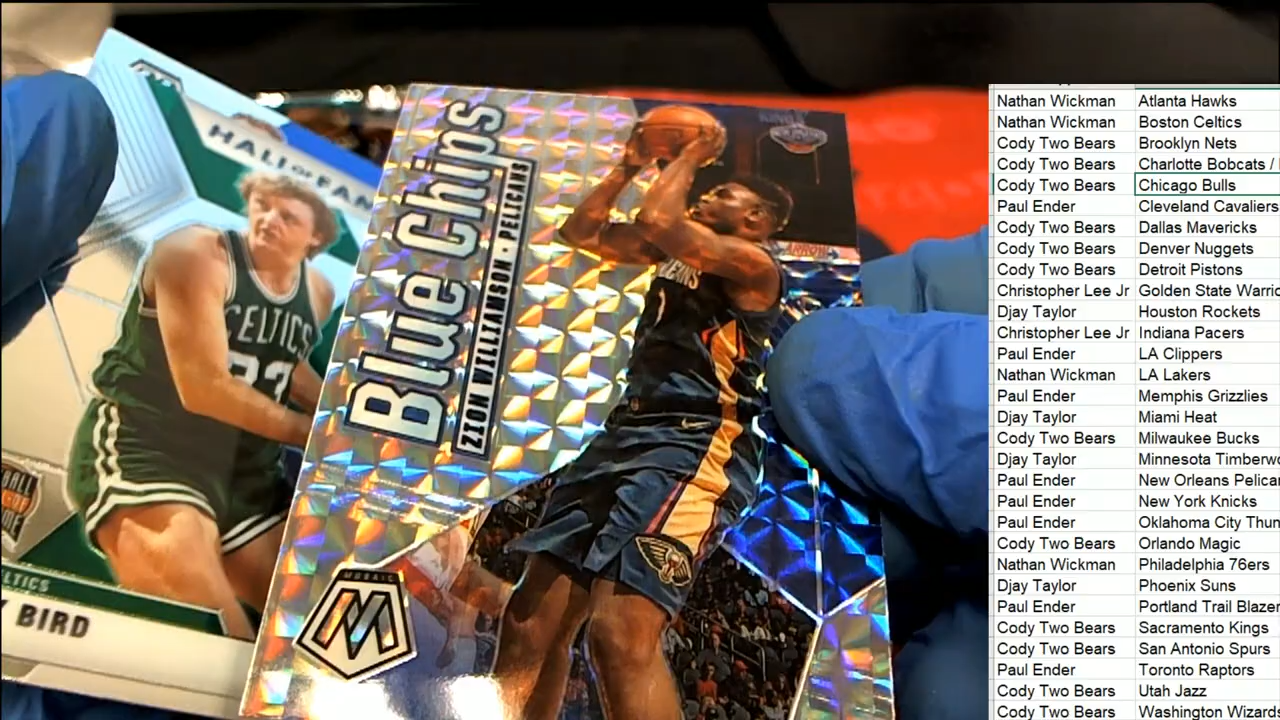 HALL OF FAM
CELTICS
33
CELTICS
BIRD
Blue Chips
ZION WILLIAMSON · PELICANS
1
MOSAIC
Nathan Wickman Atlanta Hawks
Nathan Wickman Boston Celtics
Cody Two Bears Brooklyn Nets
Cody Two Bears Charlotte Bobcats /
Cody Two Bears Chicago Bulls
Paul Ender Cleveland Cavaliers
Cody Two Bears Dallas Mavericks
Cody Two Bears Denver Nuggets
Cody Two Bears Detroit Pistons
Christopher Lee Jr Golden State Warric
Djay Taylor Houston Rockets
Christopher Lee Jr Indiana Pacers
Paul Ender LA Clippers
Nathan Wickman LA Lakers
Paul Ender Memphis Grizzlies
Djay Taylor Miami Heat
Cody Two Bears Milwaukee Bucks
Djay Taylor Minnesota Timberwo
Paul Ender New Orleans Pelican
Paul Ender New York Knicks
Paul Ender Oklahoma City Thun
Cody Two Bears Orlando Magic
Nathan Wickman Philadelphia 76ers
Djay Taylor Phoenix Suns
Paul Ender Portland Trail Blazer
Cody Two Bears Sacramento Kings
Cody Two Bears San Antonio Spurs
Paul Ender Toronto Raptors
Cody Two Bears Utah Jazz
Cody Two Bears Washington Wizards